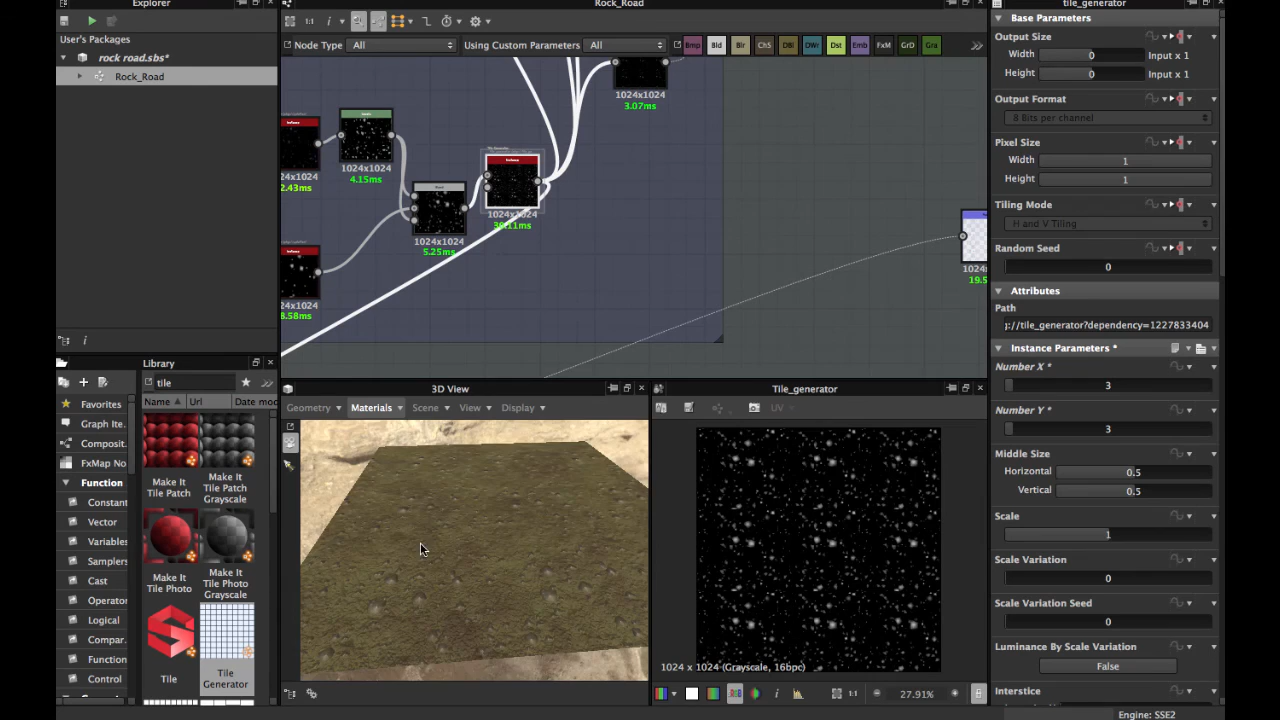 Explorer
Rock_Road
tile_generator
User's Packages
rock road.sbs*
Rock_Road
1:1
Node Type
All
Using Custom Parameters
All
Bmp
Bld
Blr
ChS
Dst
Emb
FxM
GrD
Gra
1024x1024
3.07ms
1024x1024
4.15ms
2.43ms
1024x1024
5.25ms
8.58ms
Base Parameters
Output Size
Width
0
Input x 1
Height
0
Input x 1
Output Format
8 Bits per channel
Pixel Size
Width
1
Height
1
Tiling Mode
H and V Tiling
Random Seed
0
Attributes
Path
://tile_generator?dependency=1227833404
Instance Parameters *
Number X *
3
Number Y *
3
Middle Size
Horizontal
0.5
Vertical
0.5
Scale
1
Scale Variation
0
Scale Variation Seed
0
Luminance By Scale Variation
False
Interstice
Library
tile
Name
Url
Date mod
Favorites
Graph Ite.
Composit.
FxMap No
Function
Constant
Vector
Variables
Samplers
Cast
Operator
Logical
Compar.
Function
Control
Make It
Tile Patch
Make It
Tile Patch
Grayscale
Make It
Tile Photo
Make It
Tile Photo
Grayscale
Tile
Tile
Generator
3D View
Geometry
Materials
Scene
View
Display
Tile_generator
UV
1024 x 1024 (Grayscale, 16bpc)
1:1
27.91%
Engine: SSE2